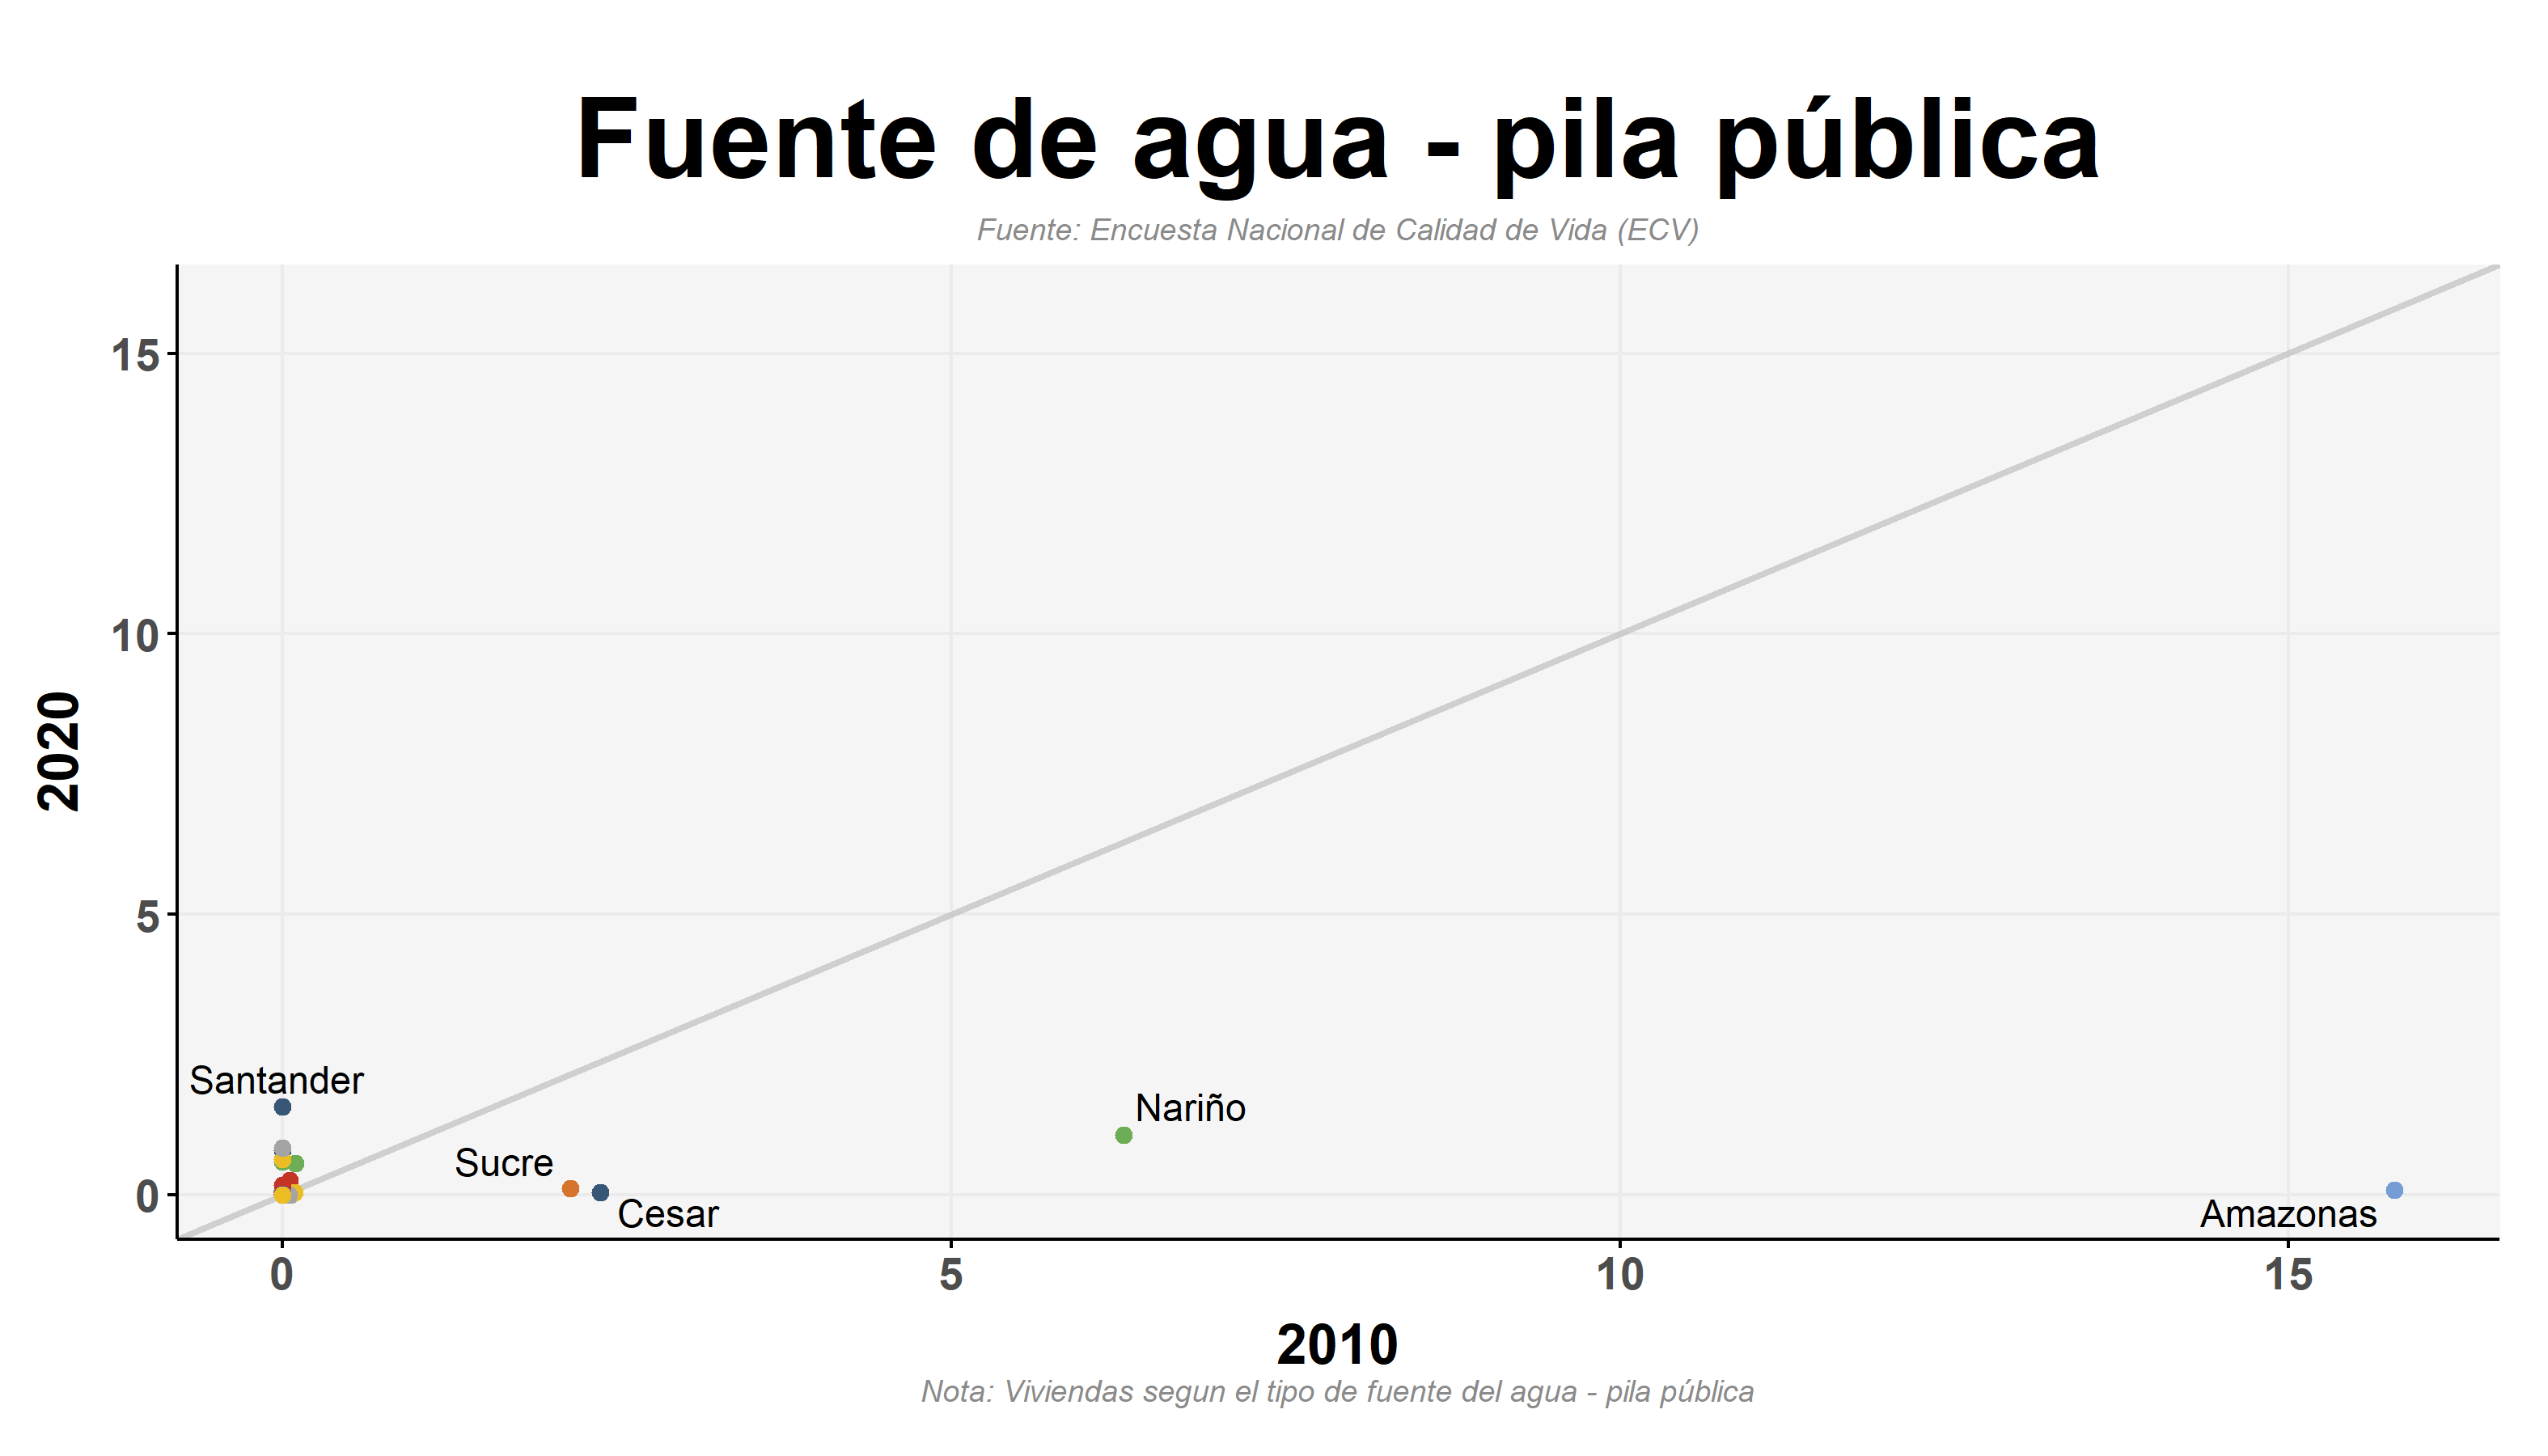 Fuente de agua - pila pública
Fuente: Encuesta Nacional de Calidad de Vida (ECV)
15
10
5
0
2020
Santander
Nariño
Sucre
Cesar
Amazonas
0
5
10
15
2010
Nota: Viviendas segun el tipo de fuente del agua - pila pública